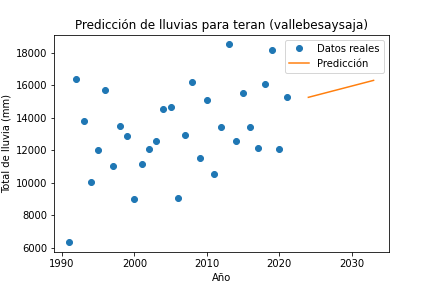 Predicción de lluvias para teran (vallebesaysaja)
Datos reales
Predicción
Total de lluvia (mm)
18000
16000
14000
12000
10000
8000
6000
1990 2000 2010 2020 2030
Año